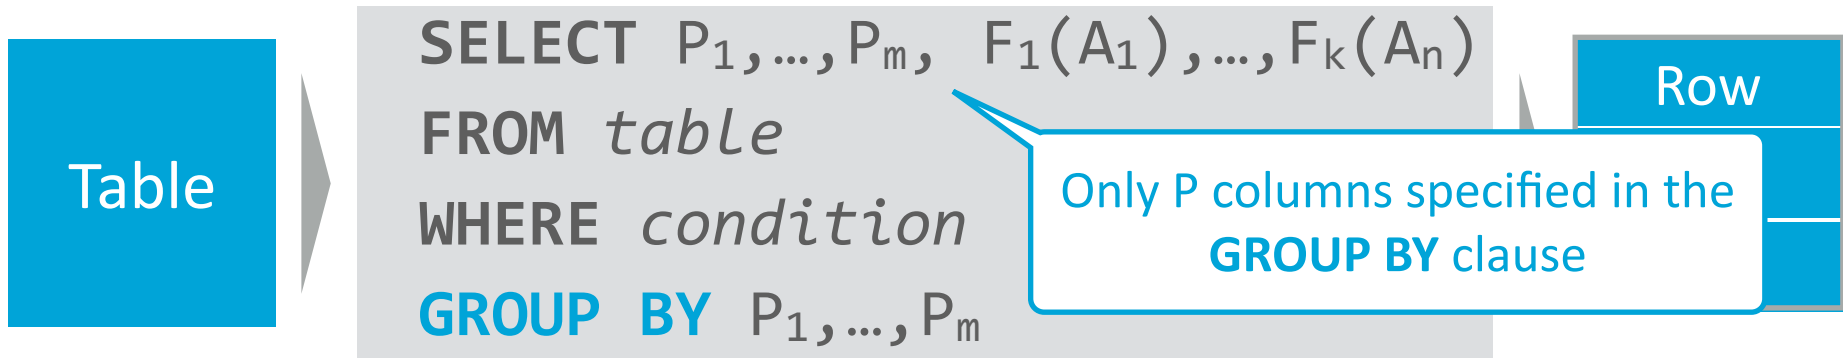 Table
SELECT P₁,…,Pₘ, F₁(A₁),…,Fₖ(Aₙ)
FROM table
WHERE condition
GROUP BY P₁,…,Pₘ
Only P columns specified in the
GROUP BY clause
Row